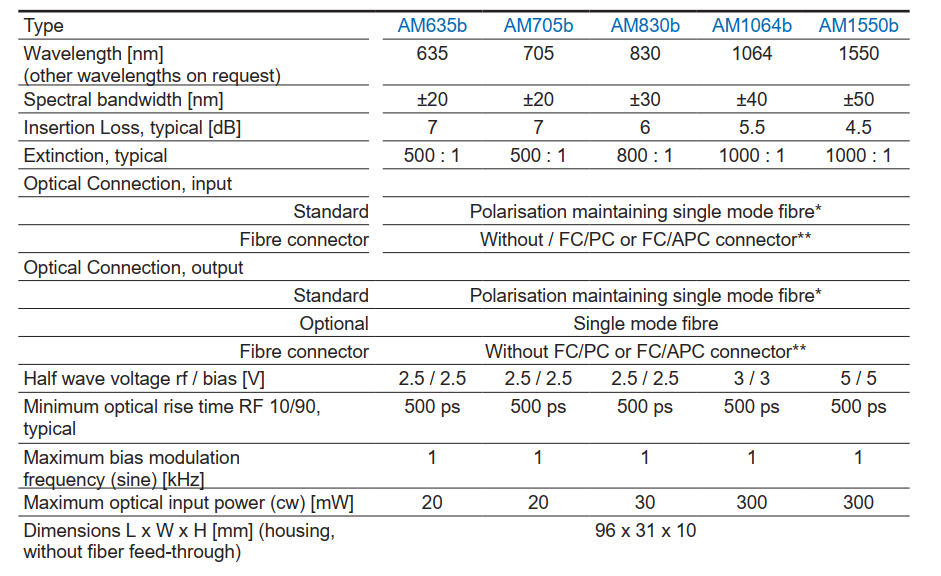 Type AM635b AM705b AM830b AM1064b AM1550b
Wavelength [nm] 635 705 830 1064 1550
(other wavelengths on request)
Spectral bandwidth [nm] ±20 ±20 ±30 ±40 ±50
Insertion Loss, typical [dB] 7 7 6 5.5 4.5
Extinction, typical 500 : 1 500 : 1 800 : 1 1000 : 1 1000 : 1
Optical Connection, input
Standard Polarisation maintaining single mode fibre*
Fibre connector Without / FC/PC or FC/APC connector**
Optical Connection, output
Standard Polarisation maintaining single mode fibre*
Optional Single mode fibre
Fibre connector Without FC/PC or FC/APC connector**
Half wave voltage rf / bias [V] 2.5 / 2.5 2.5 / 2.5 2.5 / 2.5 3 / 3 5 / 5
Minimum optical rise time RF 10/90, 500 ps 500 ps 500 ps 500 ps 500 ps
typical
Maximum bias modulation 1 1 1 1 1
frequency (sine) [kHz]
Maximum optical input power (cw) [mW] 20 20 30 300 300
Dimensions L x W x H [mm] (housing, 96 x 31 x 10
without fiber feed-through)